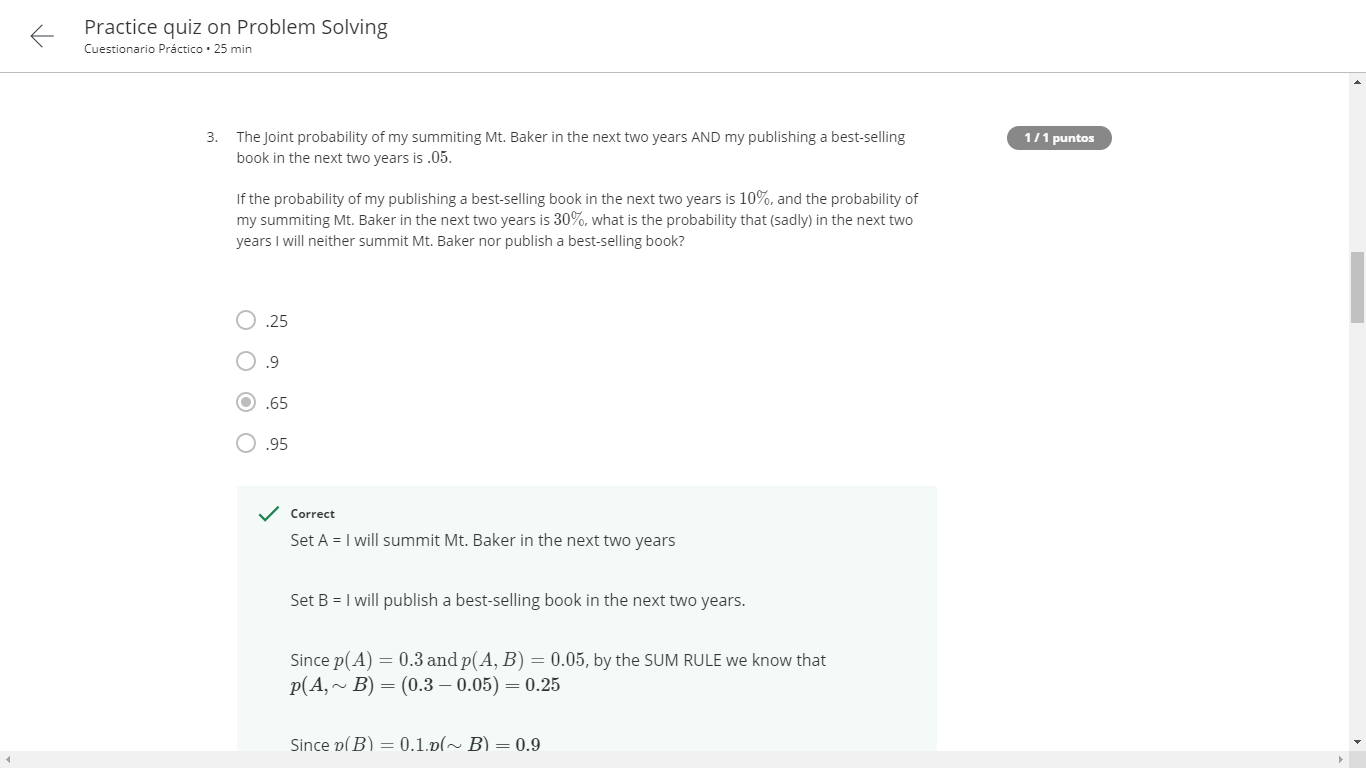 Practice quiz on Problem Solving
Cuestionario Práctico • 25 min
3. The Joint probability of my summiting Mt. Baker in the next two years AND my publishing a best-selling
book in the next two years is .05.
1 / 1 puntos
If the probability of my publishing a best-selling book in the next two years is 10%, and the probability of
my summiting Mt. Baker in the next two years is 30%, what is the probability that (sadly) in the next two
years I will neither summit Mt. Baker nor publish a best-selling book?
.25
.9
.65
.95
Correct
Set A = I will summit Mt. Baker in the next two years
Set B = I will publish a best-selling book in the next two years.
Since p(A) = 0.3 and p(A, B) = 0.05, by the SUM RULE we know that
p(A, ∼ B) = (0.3 − 0.05) = 0.25
Since p(B) = 0.1,p(∼ B) = 0.9